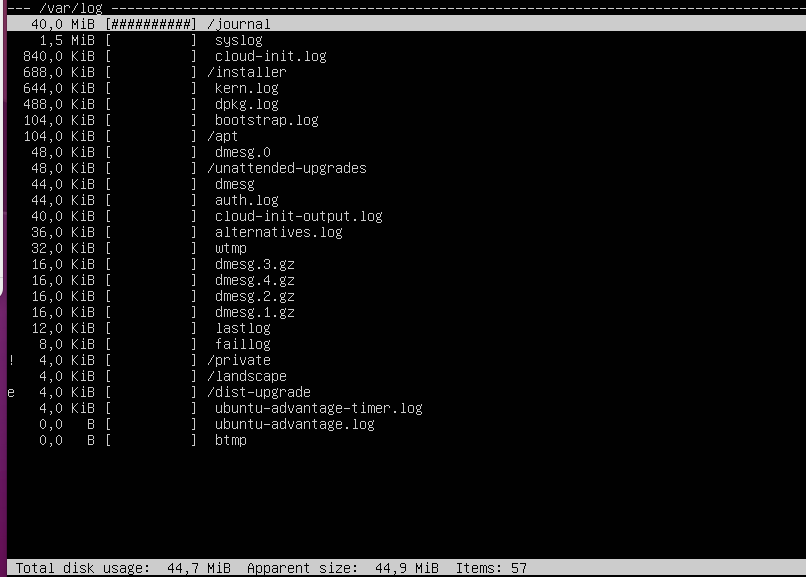 --- /var/log ---------------------------------------------------------------------------------------
   40,0 MiB [##########] /journal
    1,5 MiB [          ]  syslog
  840,0 KiB [          ]  cloud-init.log
  688,0 KiB [          ] /installer
  644,0 KiB [          ]  kern.log
  488,0 KiB [          ]  dpkg.log
  104,0 KiB [          ]  bootstrap.log
  104,0 KiB [          ] /apt
   48,0 KiB [          ]  dmesg.0
   48,0 KiB [          ] /unattended-upgrades
   44,0 KiB [          ]  dmesg
   44,0 KiB [          ]  auth.log
   40,0 KiB [          ]  cloud-init-output.log
   36,0 KiB [          ]  alternatives.log
   32,0 KiB [          ]  wtmp
   16,0 KiB [          ]  dmesg.3.gz
   16,0 KiB [          ]  dmesg.4.gz
   16,0 KiB [          ]  dmesg.2.gz
   16,0 KiB [          ]  dmesg.1.gz
   12,0 KiB [          ]  lastlog
    8,0 KiB [          ]  faillog
!   4,0 KiB [          ] /private
    4,0 KiB [          ] /landscape
e   4,0 KiB [          ] /dist-upgrade
    4,0 KiB [          ]  ubuntu-advantage-timer.log
    0,0   B [          ]  ubuntu-advantage.log
    0,0   B [          ]  btmp
 Total disk usage:  44,7 MiB  Apparent size:  44,9 MiB  Items: 57